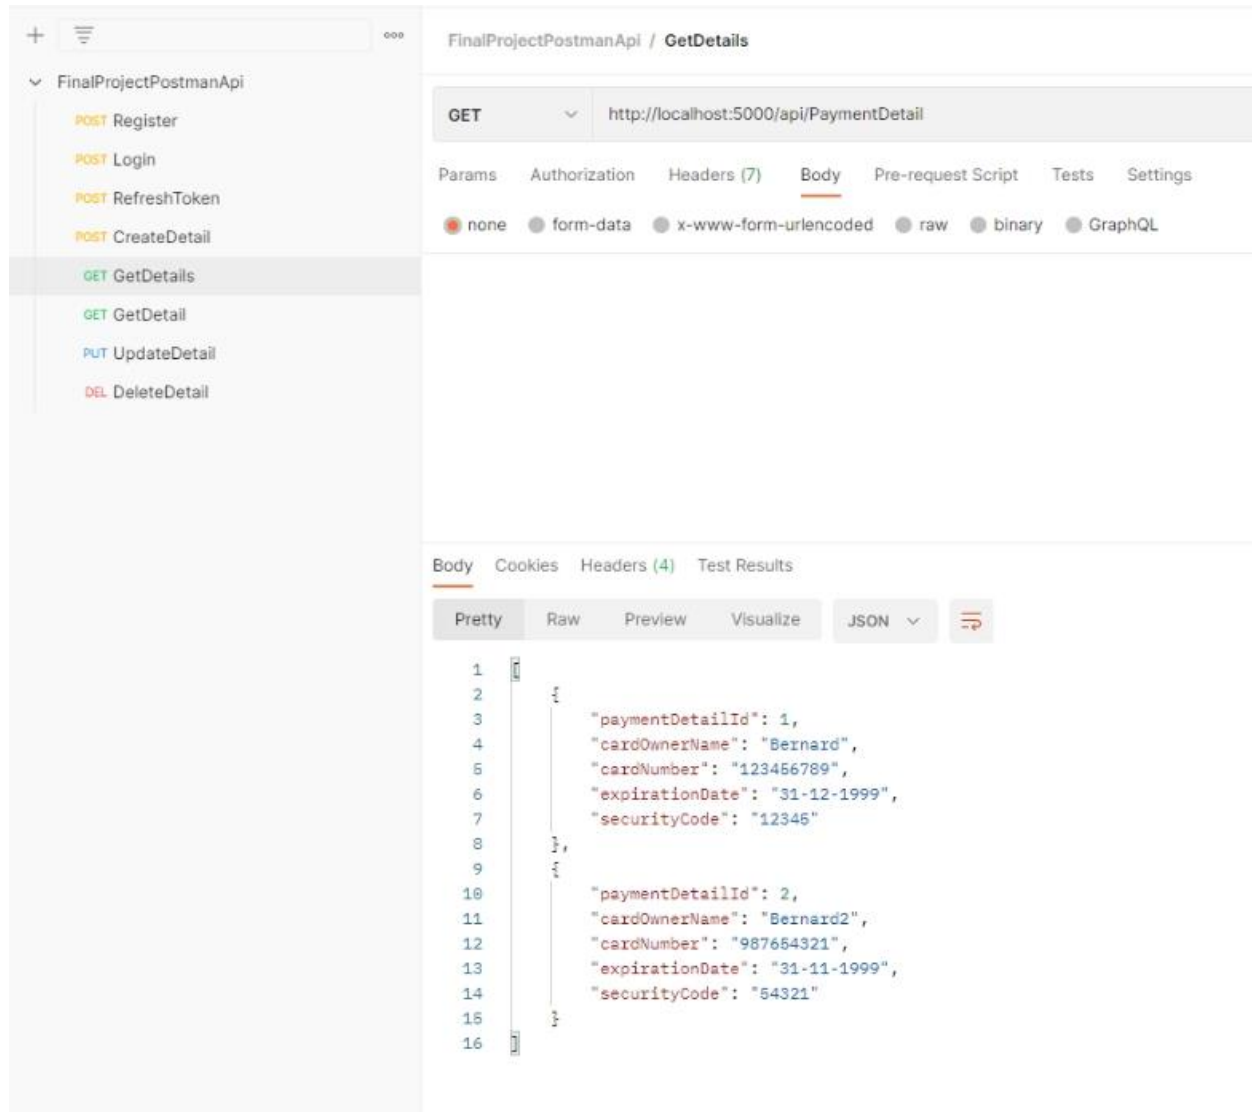 FinalProjectPostmanApi
POST Register
POST Login
POST RefreshToken
POST CreateDetail
GET GetDetails
GET GetDetail
PUT UpdateDetail
DEL DeleteDetail
FinalProjectPostmanApi / GetDetails
GET http://localhost:5000/api/PaymentDetail
Params Authorization Headers (7) Body Pre-request Script Tests Settings
none form-data x-www-form-urlencoded raw binary GraphQL
Body Cookies Headers (4) Test Results
Pretty Raw Preview Visualize JSON
1 [
2 {
3 "paymentDetailId": 1,
4 "cardOwnerName": "Bernard",
5 "cardNumber": "123456789",
6 "expirationDate": "31-12-1999",
7 "securityCode": "12345"
8 },
9 {
10 "paymentDetailId": 2,
11 "cardOwnerName": "Bernard2",
12 "cardNumber": "987654321",
13 "expirationDate": "31-11-1999",
14 "securityCode": "54321"
15 }
16 ]